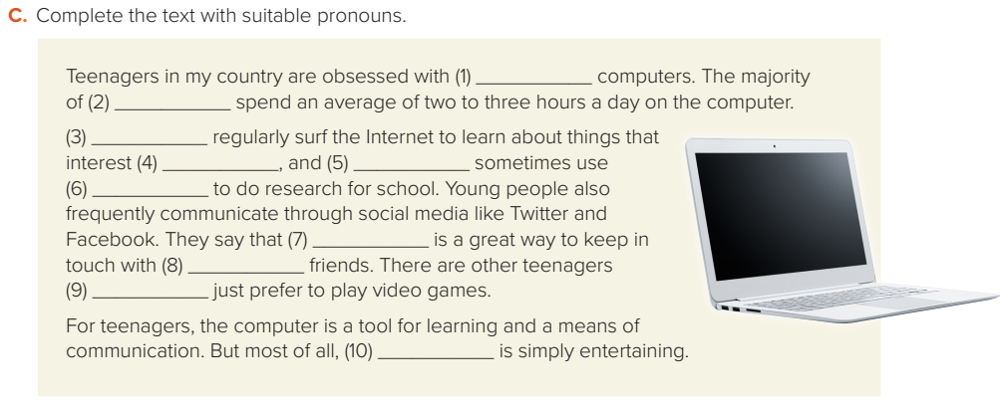 C. Complete the text with suitable pronouns.
Teenagers in my country are obsessed with (1) ___________ computers. The majority
of (2) ___________ spend an average of two to three hours a day on the computer.
(3) ___________ regularly surf the Internet to learn about things that
interest (4) ___________, and (5) ___________ sometimes use
(6) ___________ to do research for school. Young people also
frequently communicate through social media like Twitter and
Facebook. They say that (7) ___________ is a great way to keep in
touch with (8) ___________ friends. There are other teenagers
(9) ___________ just prefer to play video games.
For teenagers, the computer is a tool for learning and a means of
communication. But most of all, (10) ___________ is simply entertaining.